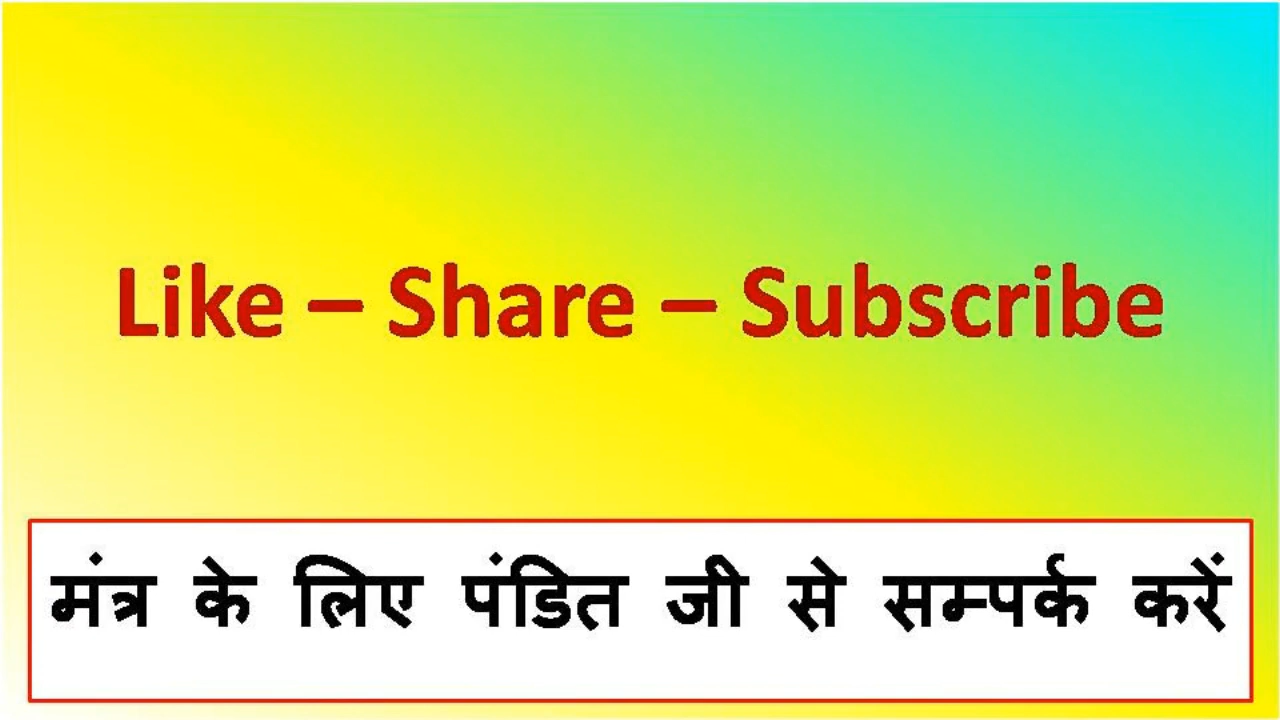 Like – Share – Subscribe
मंत्र के लिए पंडित जी से सम्पर्क करें